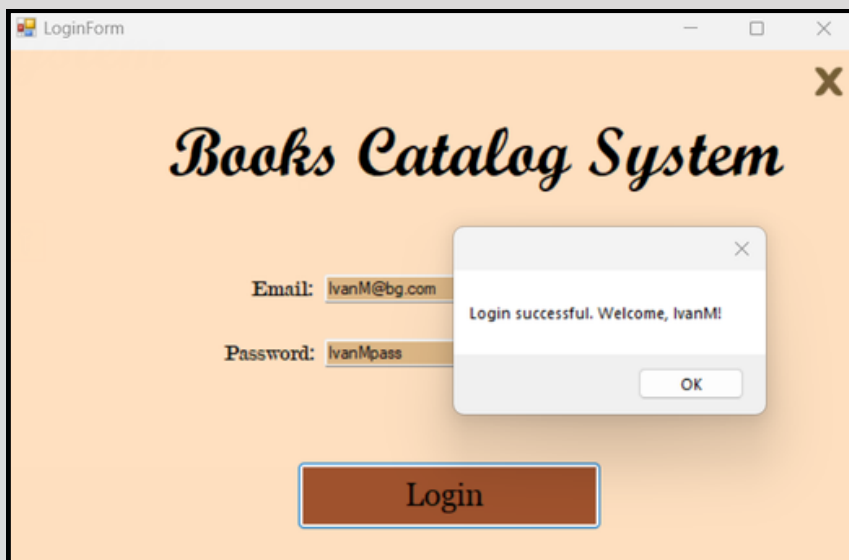 LoginForm
X
Books Catalog System
Email: IvanM@bg.com
Login successful. Welcome, IvanM!
Password: IvanMpass
OK
Login